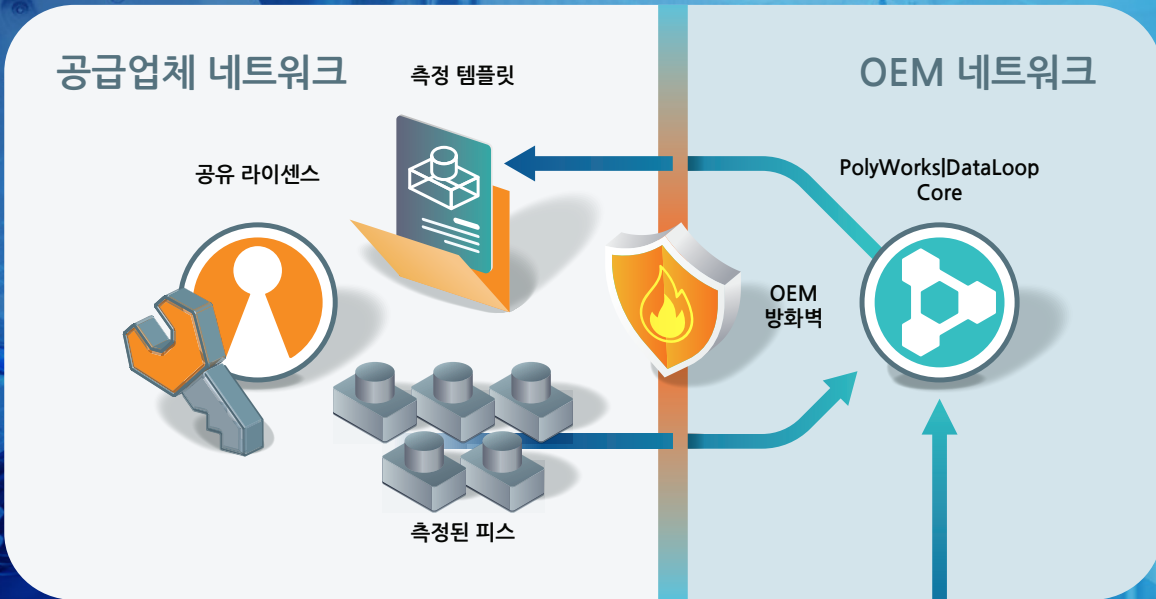 공급업체 네트워크
측정 템플릿
OEM 네트워크
공유 라이센스
PolyWorks|DataLoop
Core
OEM
방화벽
측정된 피스